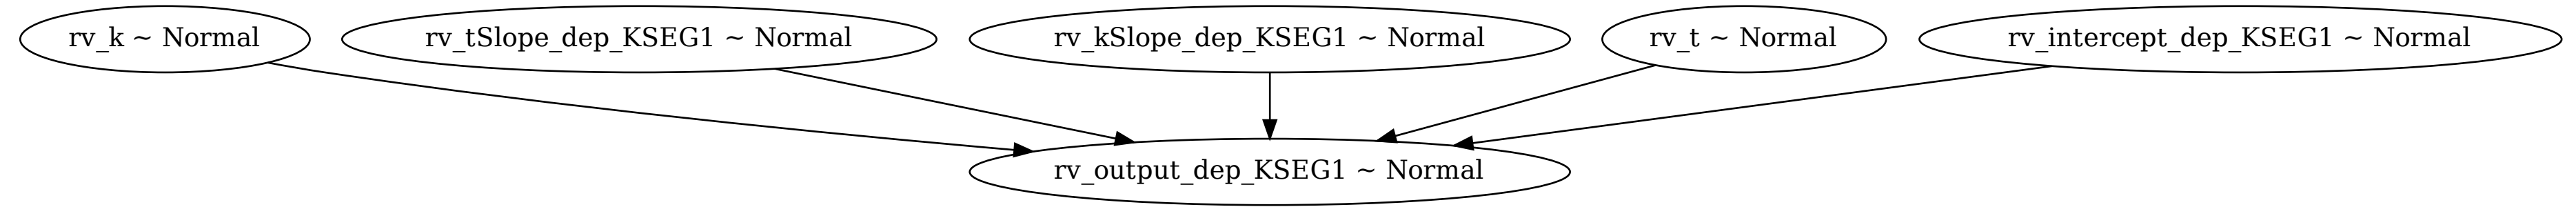 rv_k ~ Normal
rv_tSlope_dep_KSEG1 ~ Normal
rv_kSlope_dep_KSEG1 ~ Normal
rv_t ~ Normal
rv_intercept_dep_KSEG1 ~ Normal
rv_output_dep_KSEG1 ~ Normal